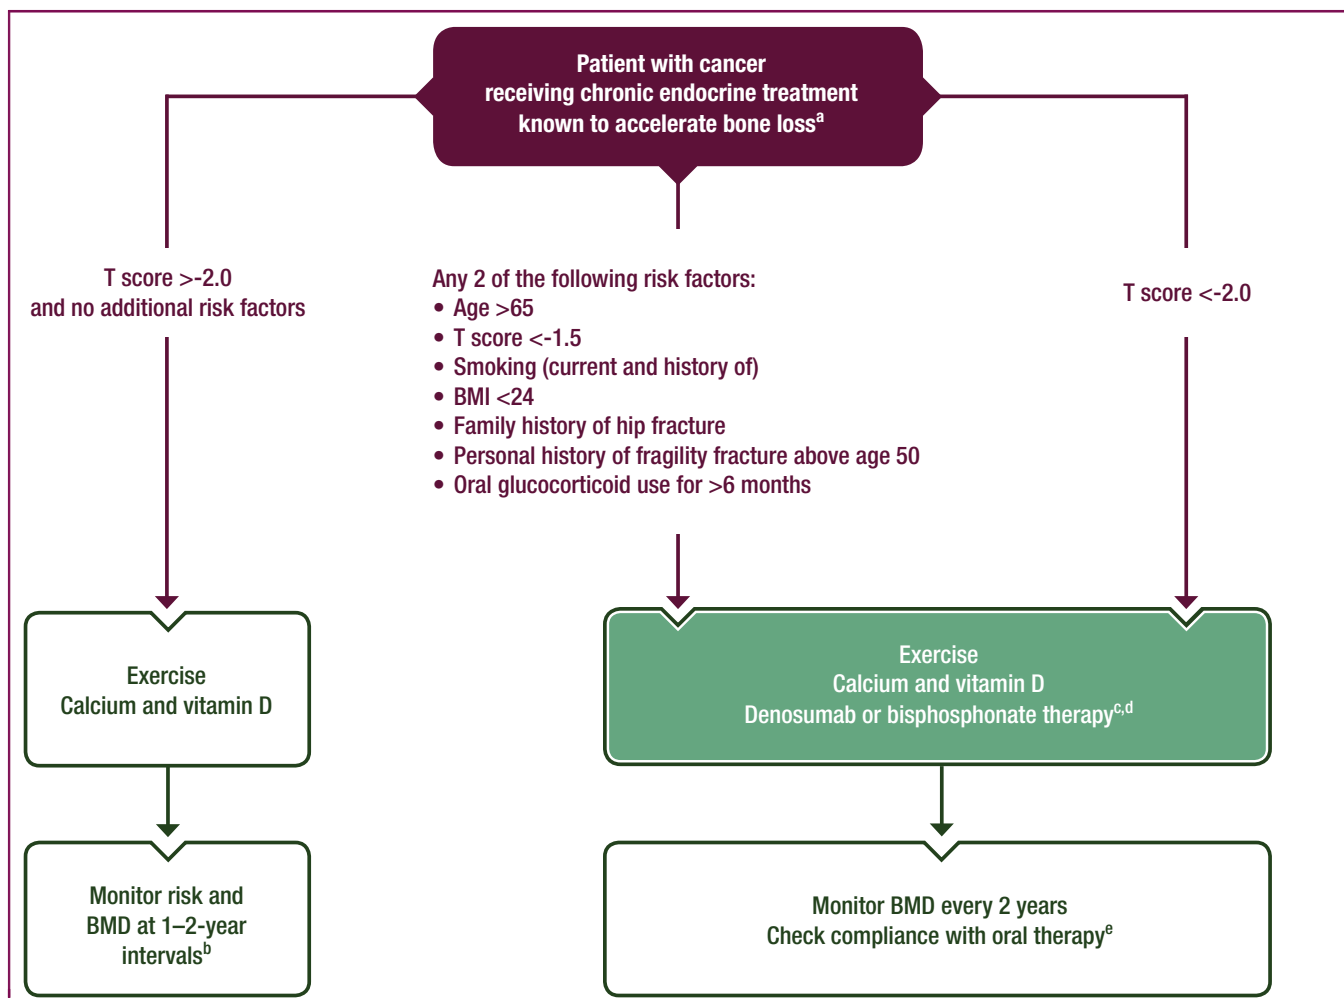 Patient with cancer
receiving chronic endocrine treatment
known to accelerate bone lossᵃ
T score >-2.0
and no additional risk factors
Any 2 of the following risk factors:
• Age >65
• T score <-1.5
• Smoking (current and history of)
• BMI <24
• Family history of hip fracture
• Personal history of fragility fracture above age 50
• Oral glucocorticoid use for >6 months
T score <-2.0
Exercise
Calcium and vitamin D
Exercise
Calcium and vitamin D
Denosumab or bisphosphonate therapyᶜ,ᵈ
Monitor risk and
BMD at 1–2-year
intervalsᵇ
Monitor BMD every 2 years
Check compliance with oral therapyᵉ